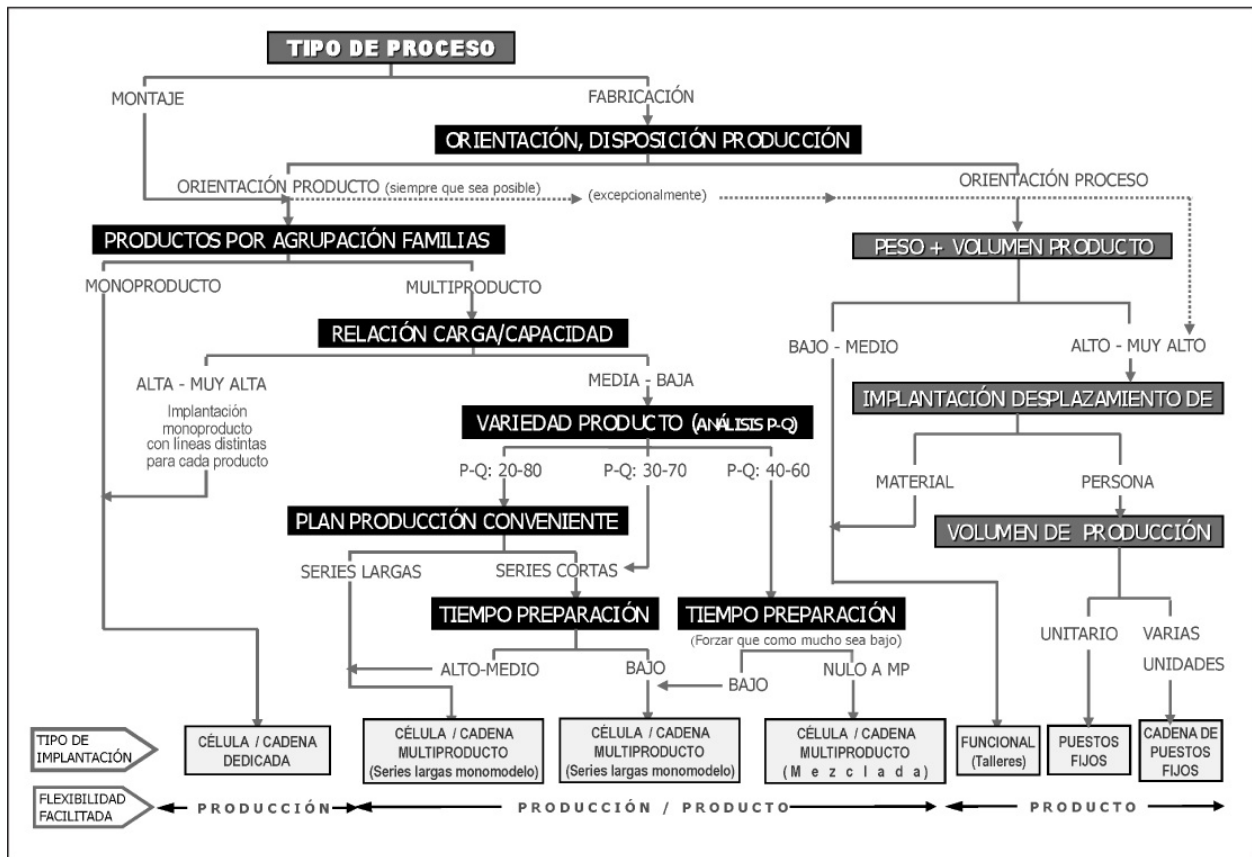 TIPO DE PROCESO
MONTAJE
FABRICACIÓN
ORIENTACIÓN, DISPOSICIÓN PRODUCCIÓN
ORIENTACIÓN PRODUCTO (siempre que sea posible)
(excepcionalmente)
ORIENTACIÓN PROCESO
PRODUCTOS POR AGRUPACIÓN FAMILIAS
PESO + VOLUMEN PRODUCTO
MONOPRODUCTO
MULTIPRODUCTO
RELACIÓN CARGA/CAPACIDAD
BAJO - MEDIO
ALTO - MUY ALTO
ALTA - MUY ALTA
MEDIA - BAJA
Implantación
monoproducto
con líneas distintas
para cada producto
IMPLANTACIÓN DESPLAZAMIENTO DE
VARIEDAD PRODUCTO (ANÁLISIS P-Q)
P-Q: 20-80
P-Q: 30-70
P-Q: 40-60
MATERIAL
PERSONA
PLAN PRODUCCIÓN CONVENIENTE
VOLUMEN DE PRODUCCIÓN
SERIES LARGAS
SERIES CORTAS
TIEMPO PREPARACIÓN
TIEMPO PREPARACIÓN
(Forzar que como mucho sea bajo)
UNITARIO
VARIAS
UNIDADES
ALTO-MEDIO
BAJO
BAJO
NULO A MP
TIPO DE
IMPLANTACIÓN
CÉLULA / CADENA
DEDICADA
CÉLULA / CADENA
MULTIPRODUCTO
(Series largas monomodelo)
CÉLULA / CADENA
MULTIPRODUCTO
(Series largas monomodelo)
CÉLULA / CADENA
MULTIPRODUCTO
(Mezclada)
FUNCIONAL
(Talleres)
PUESTOS
FIJOS
CADENA DE
PUESTOS
FIJOS
FLEXIBILIDAD
FACILITADA
PRODUCCIÓN
PRODUCCIÓN / PRODUCTO
PRODUCTO